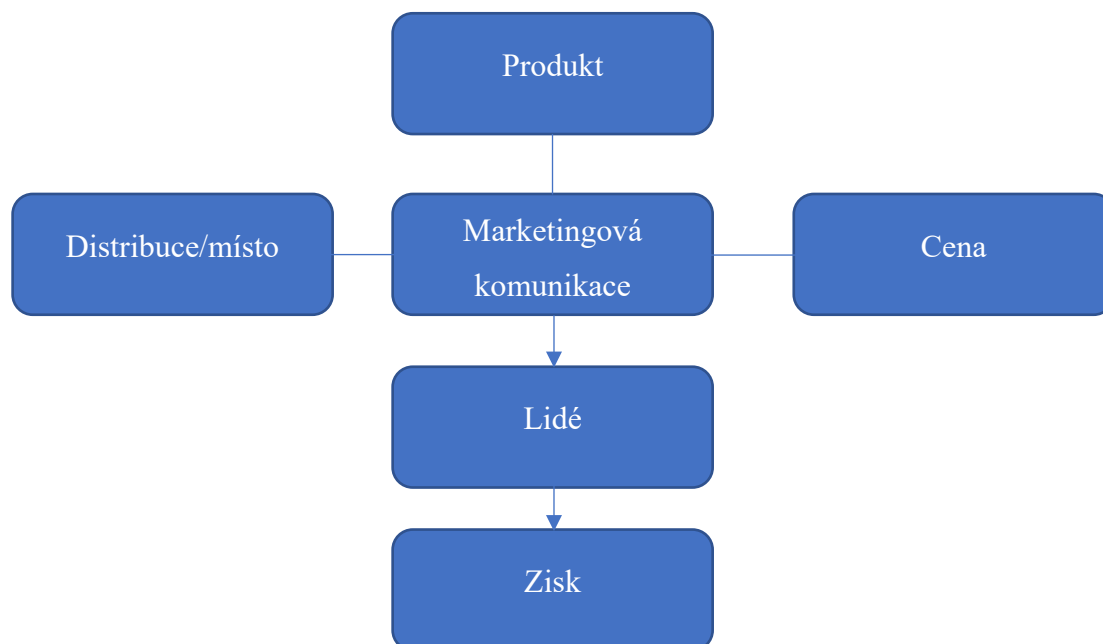 Produkt
Distribuce/místo
Marketingová
komunikace
Cena
Lidé
Zisk